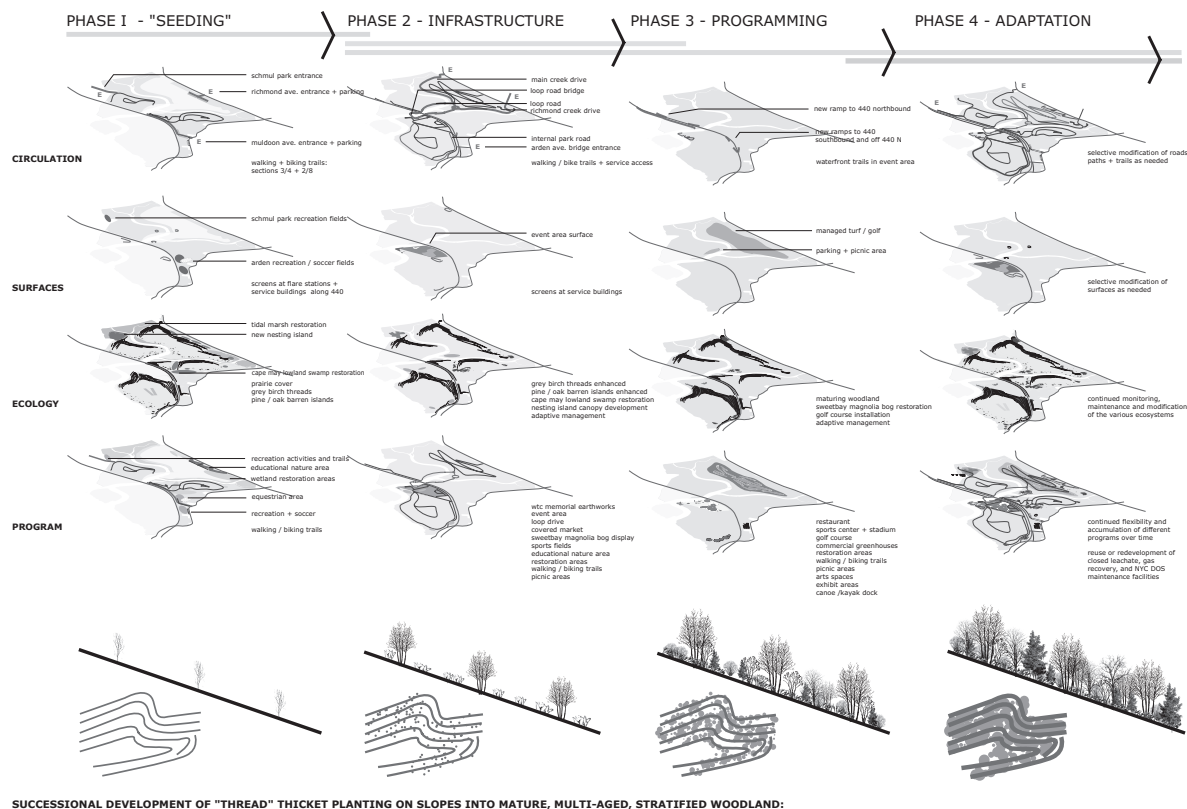 PHASE I - "SEEDING"
PHASE 2 - INFRASTRUCTURE
PHASE 3 - PROGRAMMING
PHASE 4 - ADAPTATION
CIRCULATION
schmul park entrance
E
richmond ave. entrance + parking
E
muldoon ave. entrance + parking
walking + biking trails:
sections 3/4 + 2/8
E
main creek drive
loop road bridge
E
loop road
richmond creek drive
internal park road
E
arden ave. bridge entrance
walking / bike trails + service access
new ramp to 440 northbound
new ramps to 440
southbound and off 440 N
waterfront trails in event area
E
E
E
selective modification of roads
paths + trails as needed
SURFACES
schmul park recreation fields
arden recreation / soccer fields
screens at flare stations +
service buildings along 440
event area surface
screens at service buildings
managed turf / golf
parking + picnic area
selective modification of
surfaces as needed
ECOLOGY
tidal marsh restoration
new nesting island
cape may lowland swamp restoration
prairie cover
grey birch threads
pine / oak barren islands
grey birch threads enhanced
pine / oak barren islands enhanced
cape may lowland swamp restoration
nesting island canopy development
adaptive management
maturing woodland
sweetbay magnolia bog restoration
golf course installation
adaptive management
continued monitoring,
maintenance and modification
of the various ecosystems
PROGRAM
recreation activities and trails
educational nature area
wetland restoration areas
equestrian area
recreation + soccer
walking / biking trails
wtc memorial earthworks
event area
loop drive
covered market
sweetbay magnolia bog display
sports fields
educational nature area
restoration areas
walking / biking trails
picnic areas
restaurant
sports center + stadium
golf course
commercial greenhouses
restoration areas
walking / biking trails
picnic areas
arts spaces
exhibit areas
canoe /kayak dock
continued flexibility and
accumulation of different
programs over time
reuse or redevelopment of
closed leachate, gas
recovery, and NYC DOS
maintenance facilities
SUCCESSIONAL DEVELOPMENT OF "THREAD" THICKET PLANTING ON SLOPES INTO MATURE, MULTI-AGED, STRATIFIED WOODLAND: